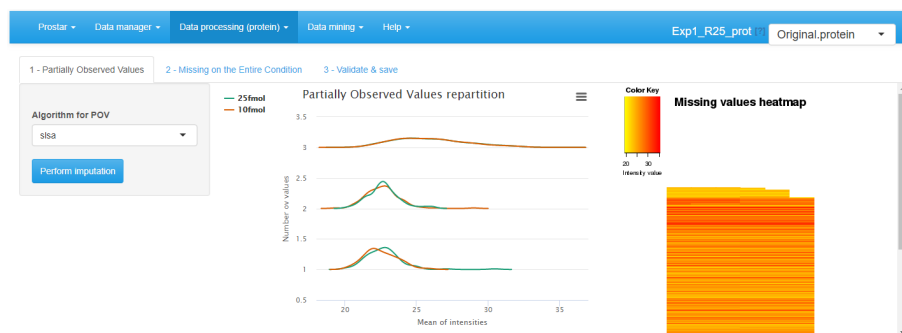 Prostar Data manager Data processing (protein) Data mining Help Exp1_R25_prot [?] Original.protein
1 - Partially Observed Values 2 - Missing on the Entire Condition 3 - Validate & save
Algorithm for POV
slsa
Perform imputation
25fmol
10fmol
Partially Observed Values repartition
3.5
3
2.5
2
1.5
1
0.5
Number ov values
20 25 30 35
Mean of intensities
Color Key
20 30
Intensity value
Missing values heatmap